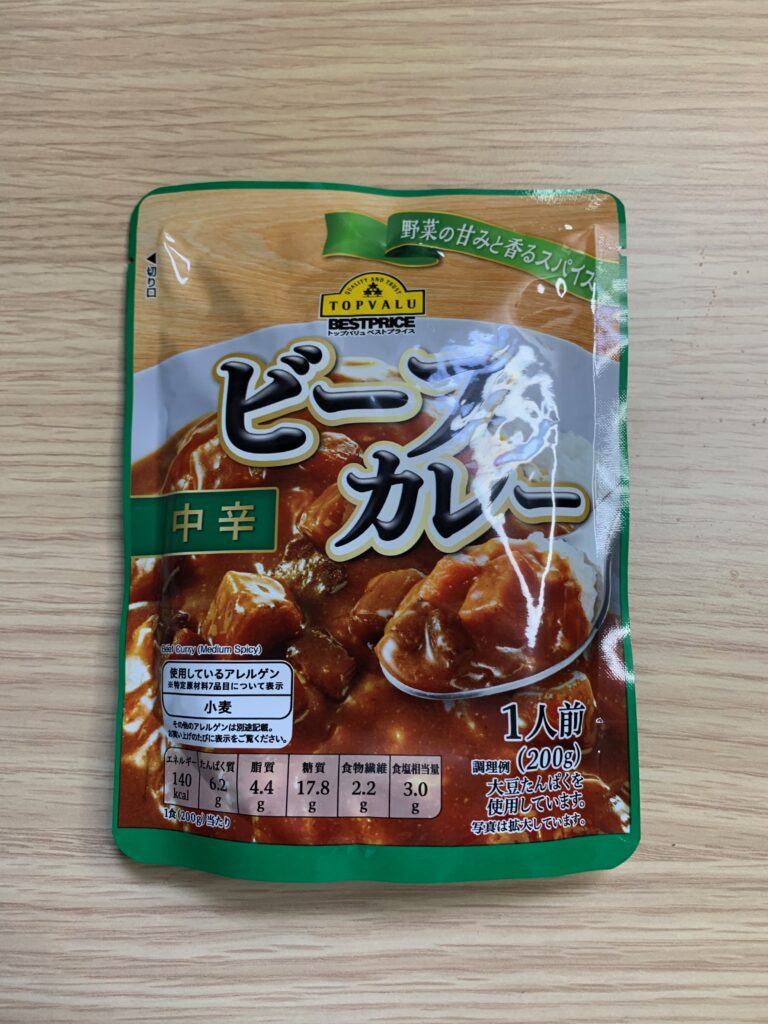 野菜の甘みと香るスパイス
◀切り口
QUALITY AND TRUST
TOPVALU
BESTPRICE
トップバリュ ベストプライス
ビーフ
カレー
中辛
Beef Curry (Medium Spicy)
使用しているアレルゲン
※特定原材料7品目について表示
小麦
その他のアレルゲンは別途記載。
お買い上げのたびに表示をご覧ください。
エネルギー たんぱく質 脂質 糖質 食物繊維 食塩相当量
140 kcal 6.2 g 4.4 g 17.8 g 2.2 g 3.0 g
1食(200g)当たり
1人前
(200g)
調理例
大豆たんぱくを
使用しています。
写真は拡大しています。